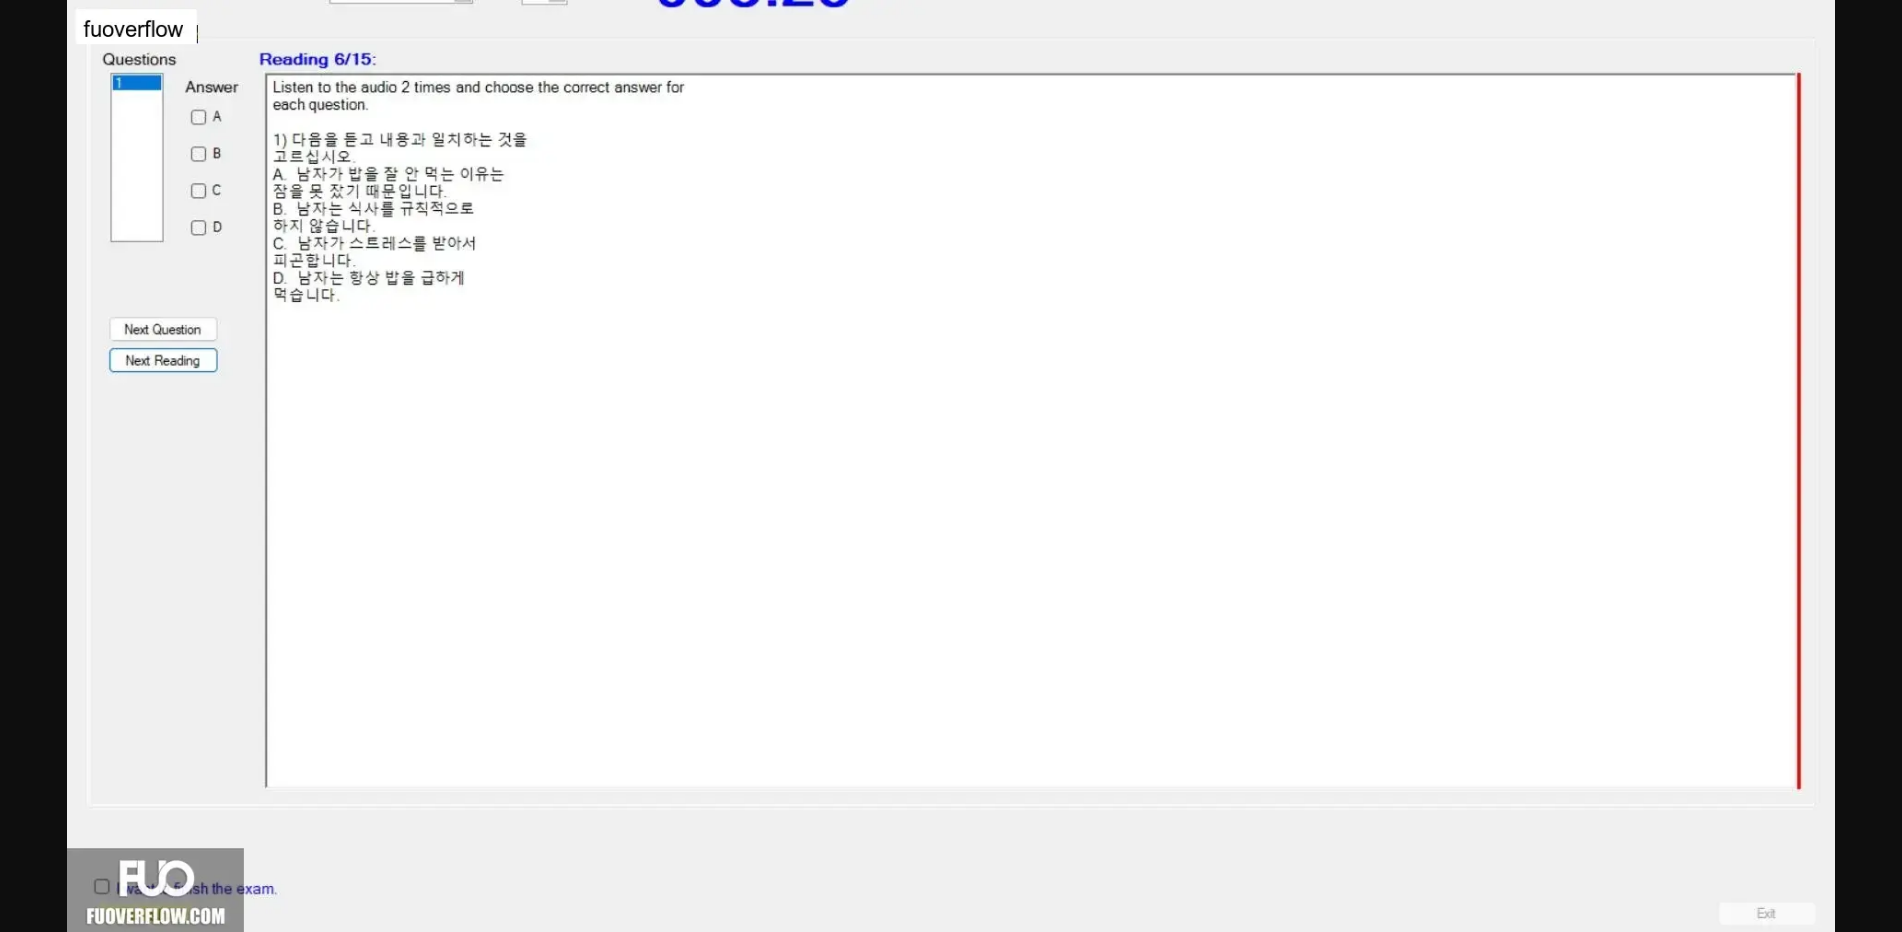 fuoverflow
Questions
Reading 6/15:
1
Answer
A
B
C
D
Listen to the audio 2 times and choose the correct answer for
each question.
1) 다음을 듣고 내용과 일치하는 것을
고르십시오.
A. 남자가 밥을 잘 안 먹는 이유는
잠을 못 잤기 때문입니다.
B. 남자는 식사를 규칙적으로
하지 않습니다.
C. 남자가 스트레스를 받아서
피곤합니다.
D. 남자는 항상 밥을 급하게
먹습니다.
Next Question
Next Reading
FUO
the exam.
FUOVERFLOW.COM
Exit